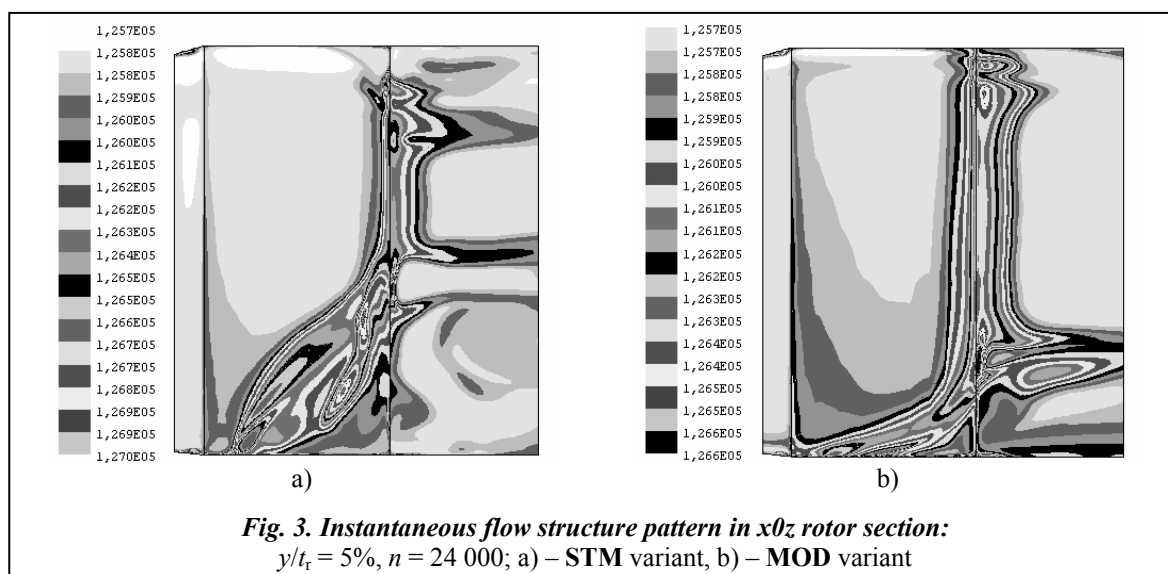 1,257E05
1,258E05
1,258E05
1,259E05
1,260E05
1,260E05
1,261E05
1,262E05
1,262E05
1,263E05
1,264E05
1,265E05
1,265E05
1,266E05
1,267E05
1,267E05
1,268E05
1,269E05
1,269E05
1,270E05
a)
1,257E05
1,257E05
1,258E05
1,258E05
1,259E05
1,259E05
1,260E05
1,260E05
1,261E05
1,261E05
1,262E05
1,262E05
1,263E05
1,263E05
1,264E05
1,264E05
1,265E05
1,265E05
1,266E05
1,266E05
b)
Fig. 3. Instantaneous flow structure pattern in x0z rotor section:
y/tr = 5%, n = 24 000; a) – STM variant, b) – MOD variant